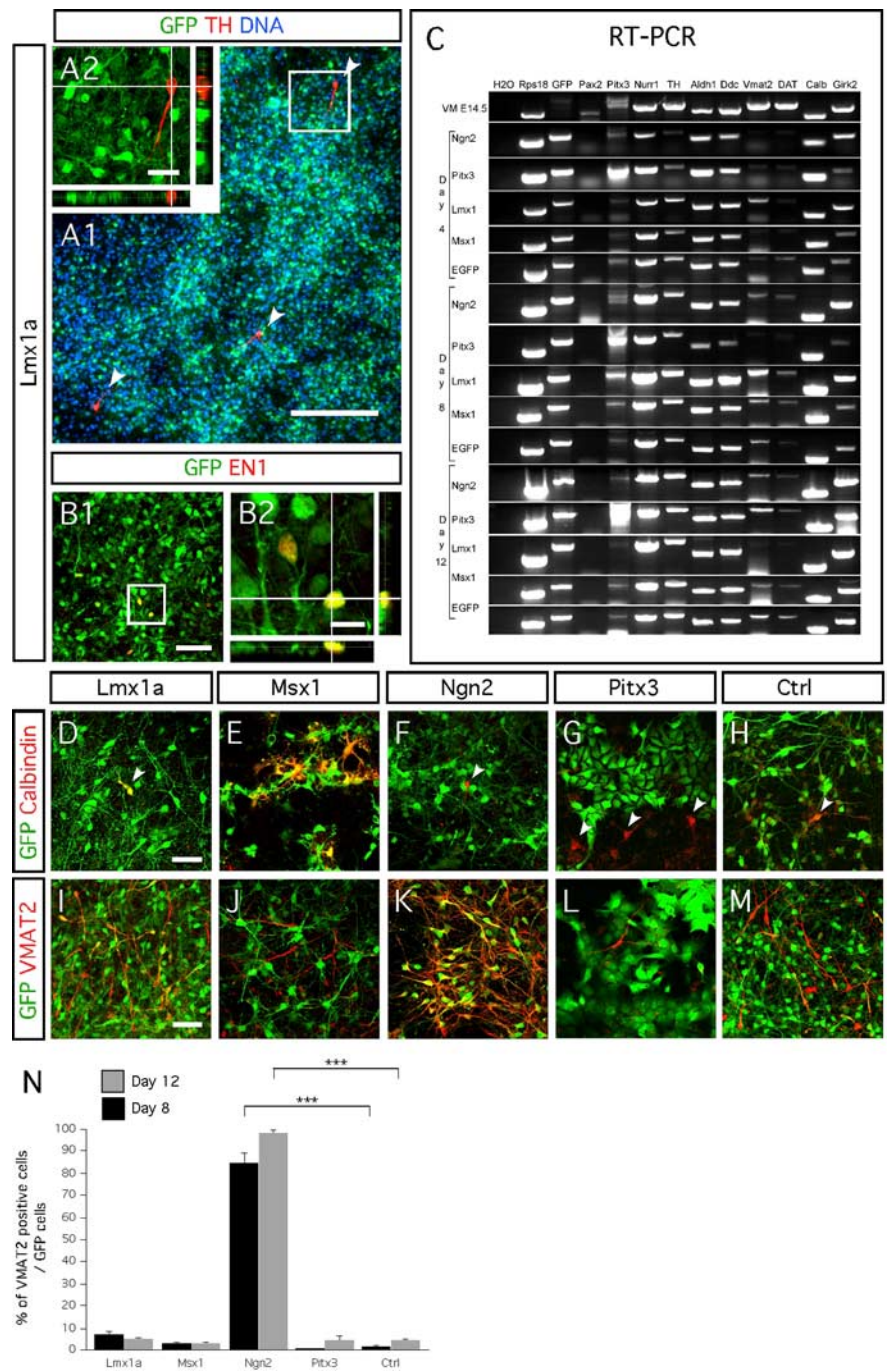 GFP TH DNA
A2
A1
Lmx1a
GFP EN1
B1
B2
C
RT-PCR
H2O Rps18 GFP Pax2 Pitx3 Nurr1 TH Aldh1 Ddc Vmat2 DAT Calb Girk2
VM E14.5
Day 4
Ngn2
Pitx3
Lmx1
Msx1
EGFP
Day 8
Ngn2
Pitx3
Lmx1
Msx1
EGFP
Day 12
Ngn2
Pitx3
Lmx1
Msx1
EGFP
Lmx1a Msx1 Ngn2 Pitx3 Ctrl
GFP Calbindin
D E F G H
GFP VMAT2
I J K L M
N
Day 12
Day 8
***
***
% of VMAT2 positive cells
/ GFP cells
100
90
80
70
60
50
40
30
20
10
0
Lmx1a Msx1 Ngn2 Pitx3 Ctrl